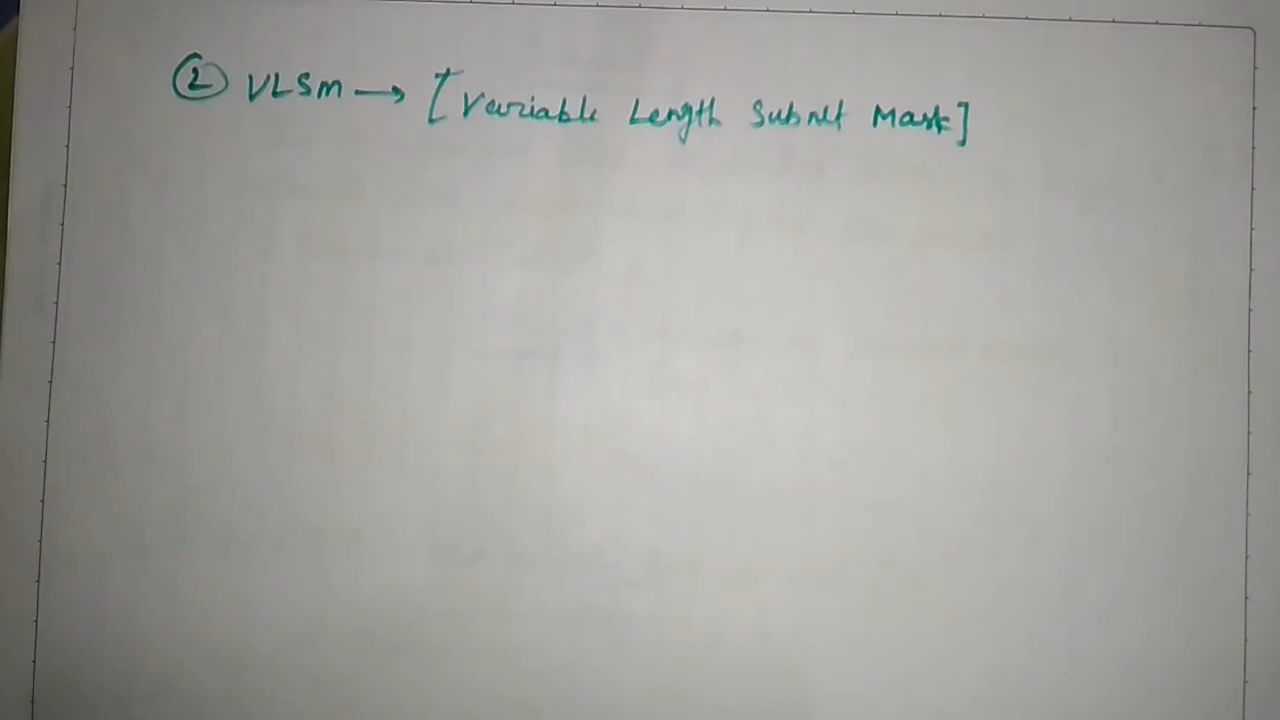 ② VLSM → [Variable Length Subnet Mask]